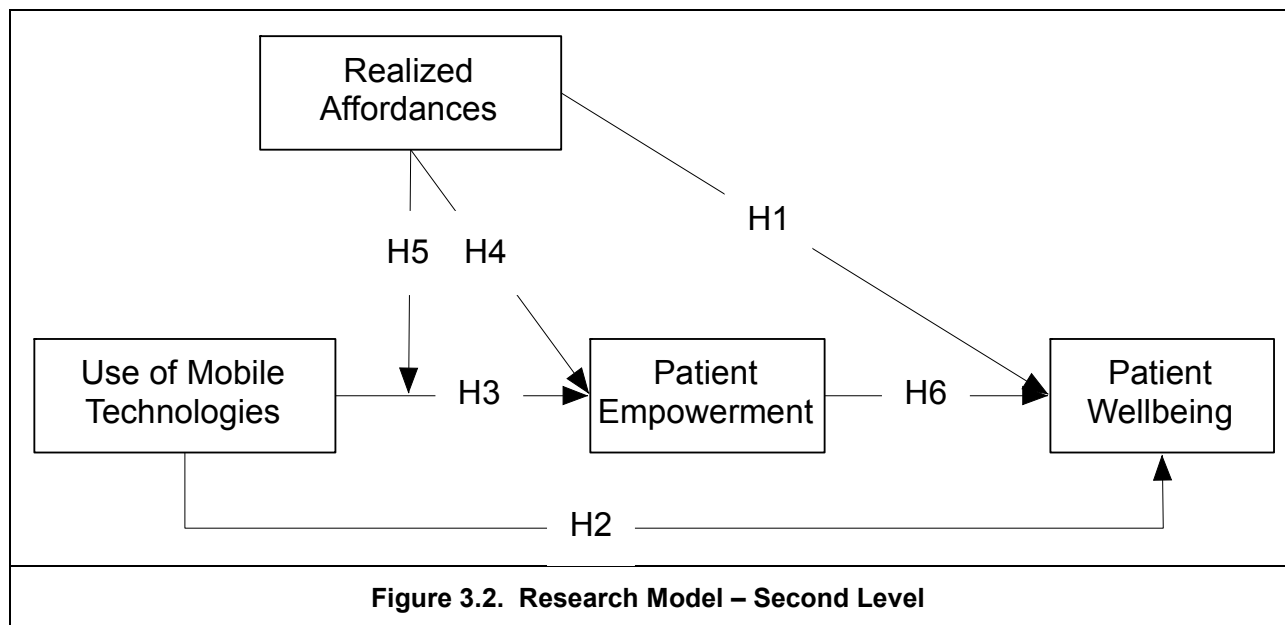 Realized
Affordances
H1
H5
H4
Use of Mobile
Technologies
H3
Patient
Empowerment
H6
Patient
Wellbeing
H2
Figure 3.2. Research Model – Second Level